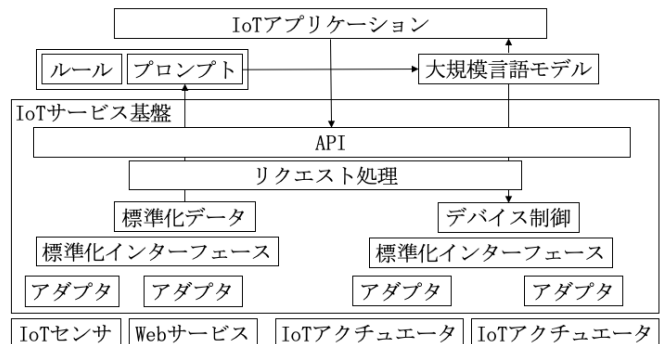 IoTアプリケーション
ルール プロンプト 大規模言語モデル
IoTサービス基盤
API
リクエスト処理
標準化データ デバイス制御
標準化インターフェース 標準化インターフェース
アダプタ アダプタ アダプタ アダプタ
IoTセンサ Webサービス IoTアクチュエータ IoTアクチュエータ